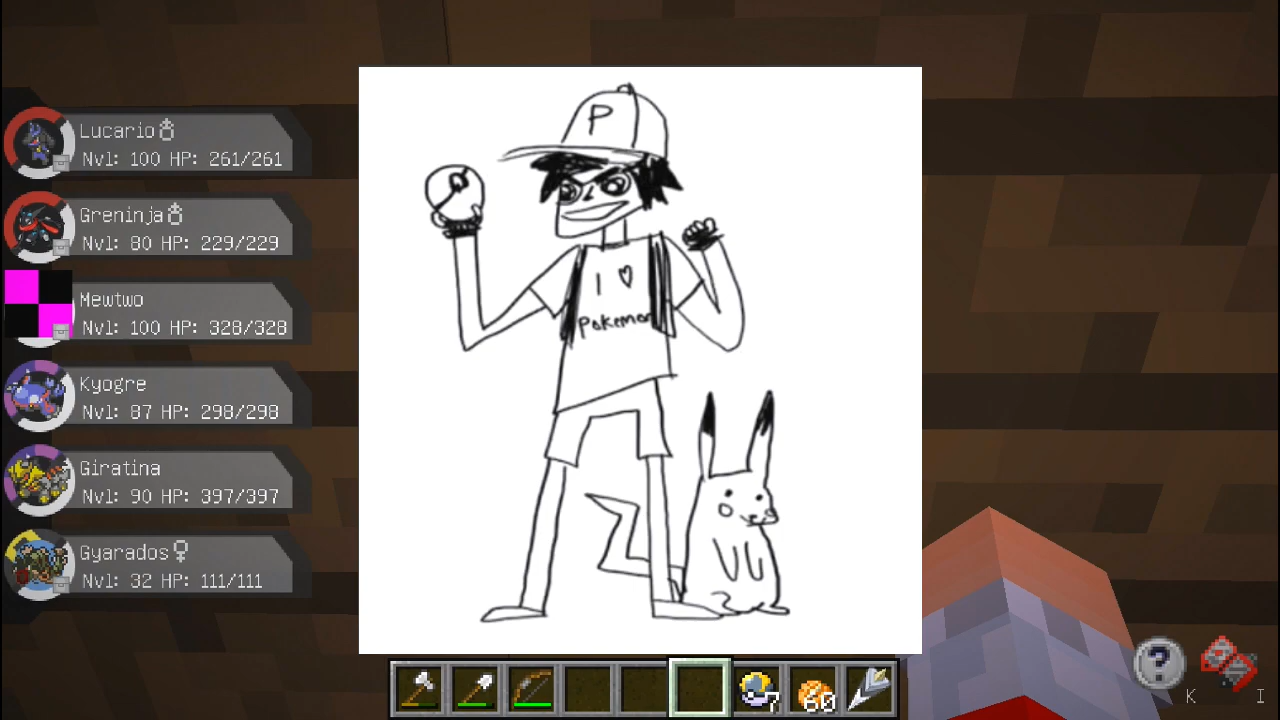 Lucario
Nvl: 100 HP: 261/261
Greninja
Nvl: 80 HP: 229/229
Mewtwo
Nvl: 100 HP: 328/328
Kyogre
Nvl: 87 HP: 298/298
Giratina
Nvl: 90 HP: 397/397
Gyarados♀
Nvl: 32 HP: 111/111
P
I ♡
Pokemon
7
60
?
K
I